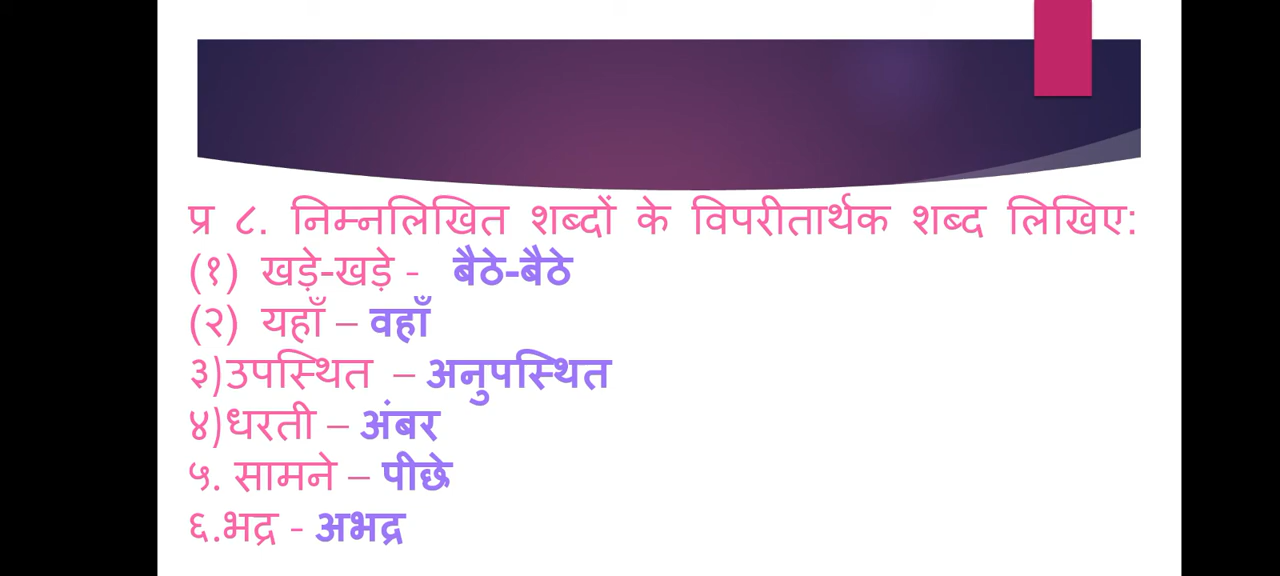 प्र ८. निम्नलिखित शब्दों के विपरीतार्थक शब्द लिखिए:
(१) खड़े-खड़े - बैठे-बैठे
(२) यहाँ – वहाँ
३)उपस्थित – अनुपस्थित
४)धरती – अंबर
५. सामने – पीछे
६.भद्र - अभद्र